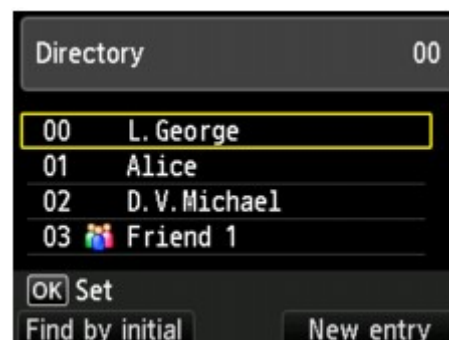 Directory 00
00 L. George
01 Alice
02 D. V. Michael
03 Friend 1
OK Set
Find by initial New entry